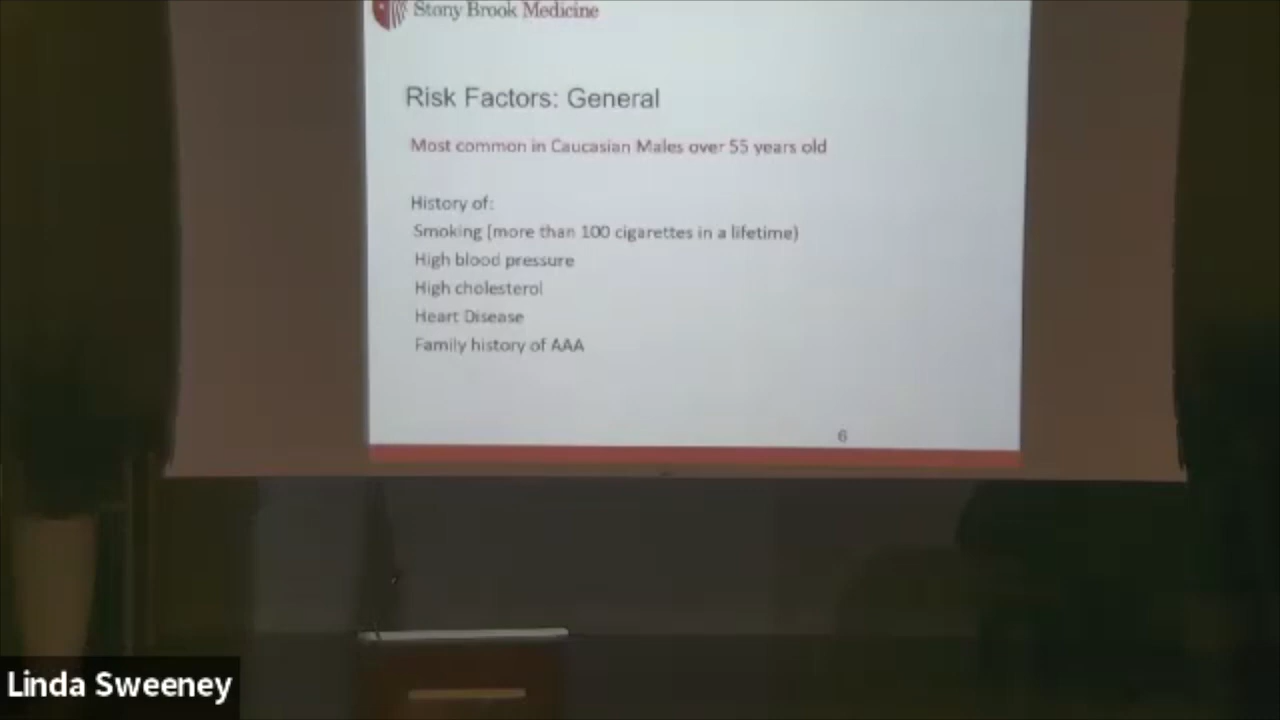 Stony Brook Medicine
Risk Factors: General
Most common in Caucasian Males over 55 years old
History of:
Smoking (more than 100 cigarettes in a lifetime)
High blood pressure
High cholesterol
Heart Disease
Family history of AAA
6
Linda Sweeney